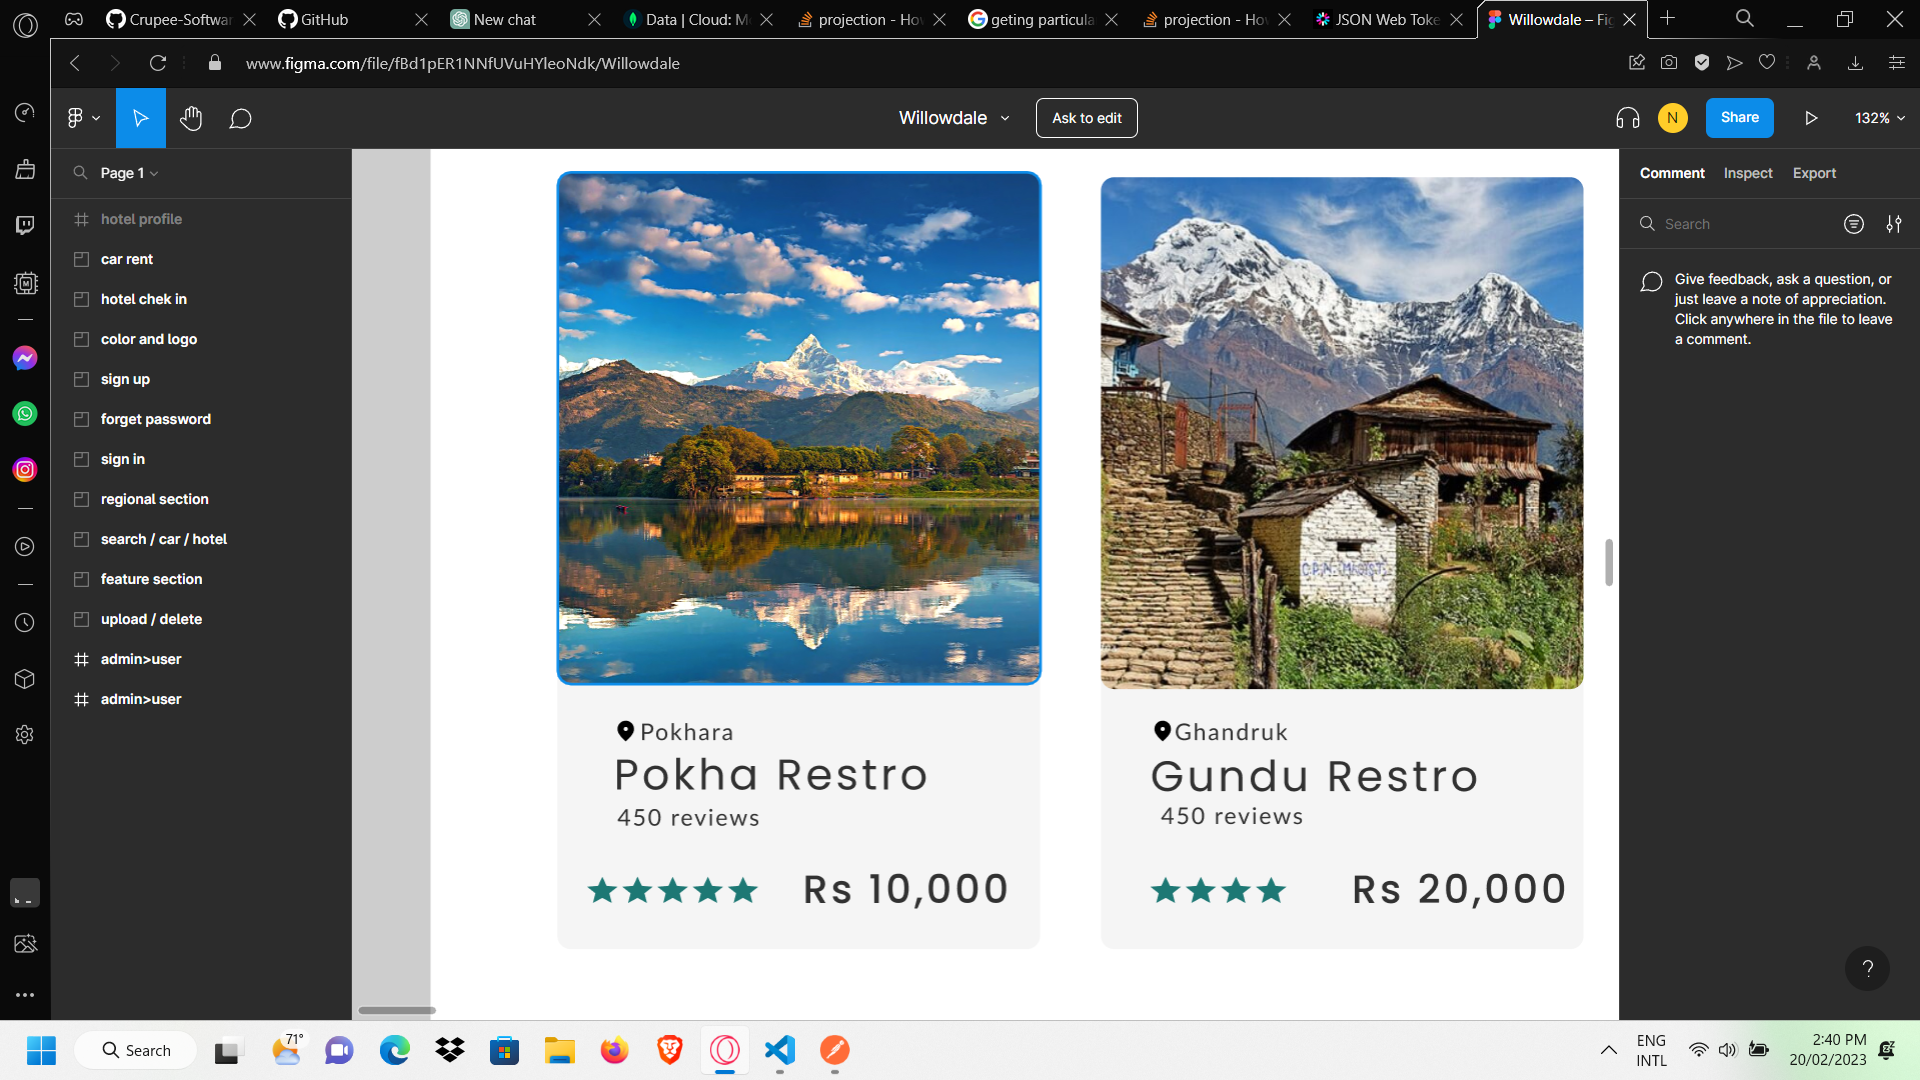 Crupee-Softwar
GitHub
New chat
Data | Cloud: M
projection - Ho
geting particula
projection - Ho
JSON Web Toke
Willowdale – Fig
www.figma.com/file/fBd1pER1NNfUVuHYleoNdk/Willowdale
Willowdale
Ask to edit
N
Share
132%
Page 1
hotel profile
car rent
hotel chek in
color and logo
sign up
forget password
sign in
regional section
search / car / hotel
feature section
upload / delete
admin>user
admin>user
Pokhara
Pokha Restro
450 reviews
Rs 10,000
C.P.N. MAOIST
Ghandruk
Gundu Restro
450 reviews
Rs 20,000
Comment
Inspect
Export
Search
Give feedback, ask a question, or
just leave a note of appreciation.
Click anywhere in the file to leave
a comment.
?
Search
71°
ENG
INTL
2:40 PM
20/02/2023